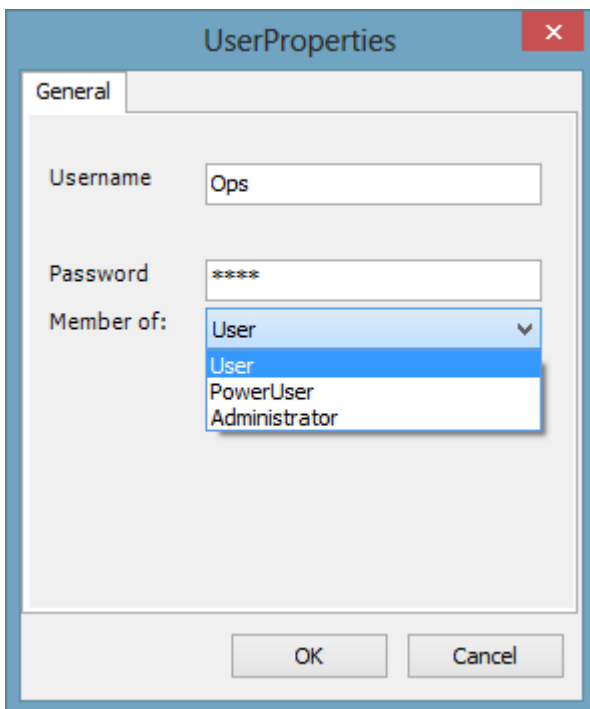 UserProperties
General
Username
Ops
Password
****
Member of:
User
User
PowerUser
Administrator
OK
Cancel